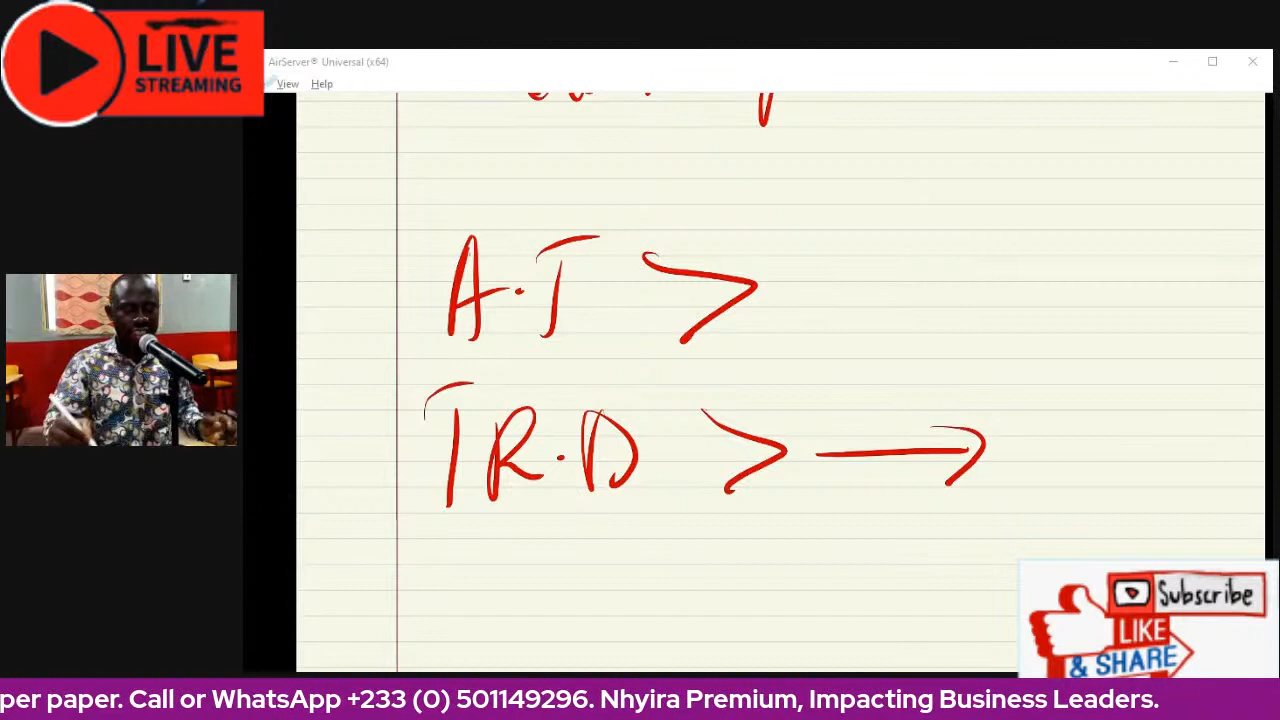 LIVE
STREAMING
AirServer® Universal (x64)
View Help
A.T >
TR.D > →
Subscribe
LIKE
& SHARE
per paper. Call or WhatsApp +233 (0) 501149296. Nhyira Premium, Impacting Business Leaders.